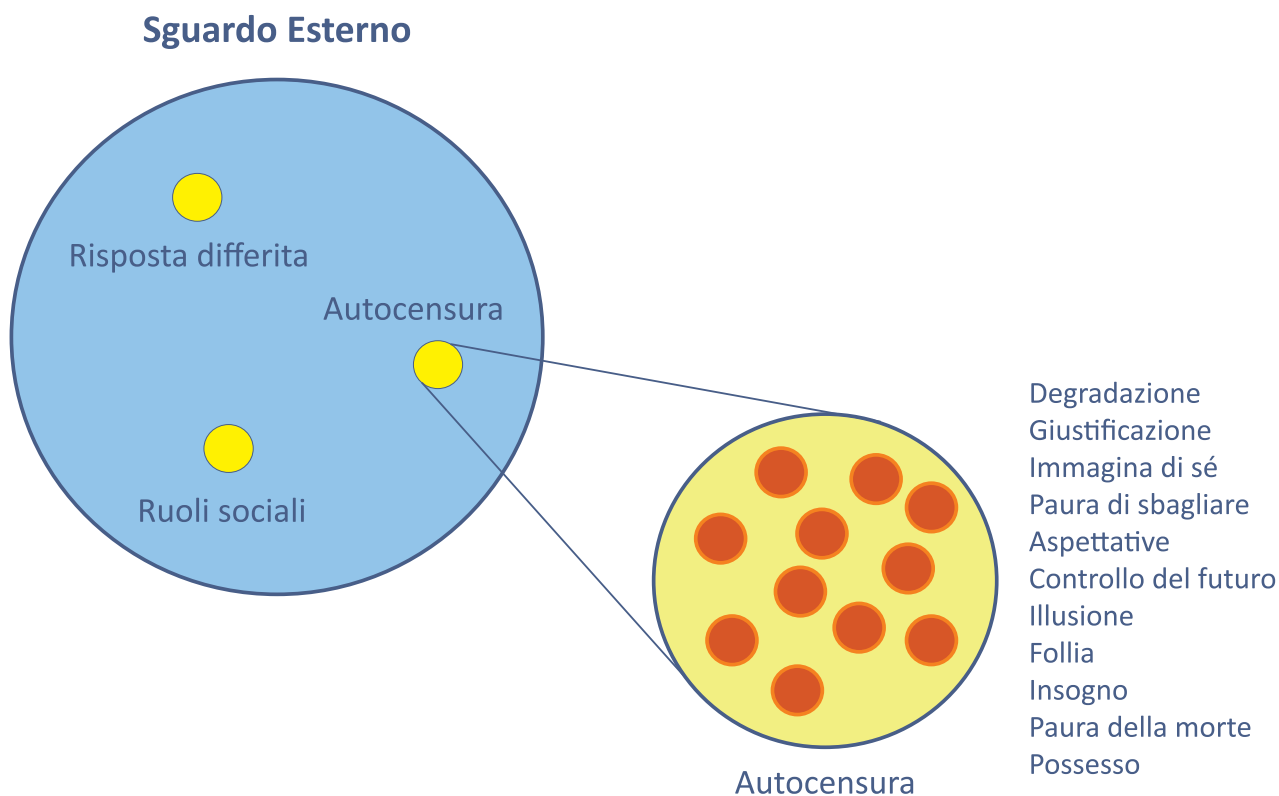 Sguardo Esterno
Risposta differita
Autocensura
Ruoli sociali
Degradazione
Giustificazione
Immagina di sé
Paura di sbagliare
Aspettative
Controllo del futuro
Illusione
Follia
Insogno
Paura della morte
Possesso
Autocensura